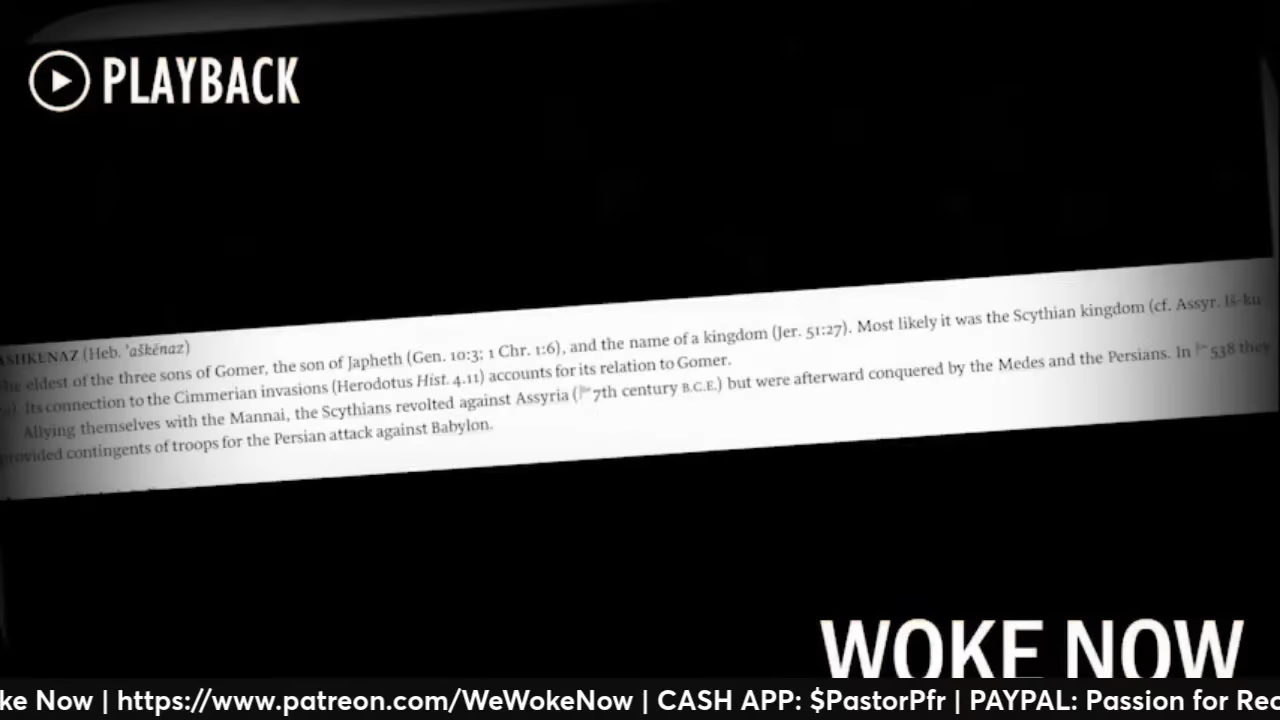 PLAYBACK
ASHKENAZ (Heb. 'aškĕnaz)
The eldest of the three sons of Gomer, the son of Japheth (Gen. 10:3; 1 Chr. 1:6), and the name of a kingdom (Jer. 51:27). Most likely it was the Scythian kingdom (cf. Assyr. Iš-ku
Its connection to the Cimmerian invasions (Herodotus Hist. 4.11) accounts for its relation to Gomer.
Allying themselves with the Mannai, the Scythians revolted against Assyria (7th century B.C.E.) but were afterward conquered by the Medes and the Persians. In 538 they
provided contingents of troops for the Persian attack against Babylon.
WOKE NOW
ke Now | https://www.patreon.com/WeWokeNow | CASH APP: $PastorPfr | PAYPAL: Passion for Rec